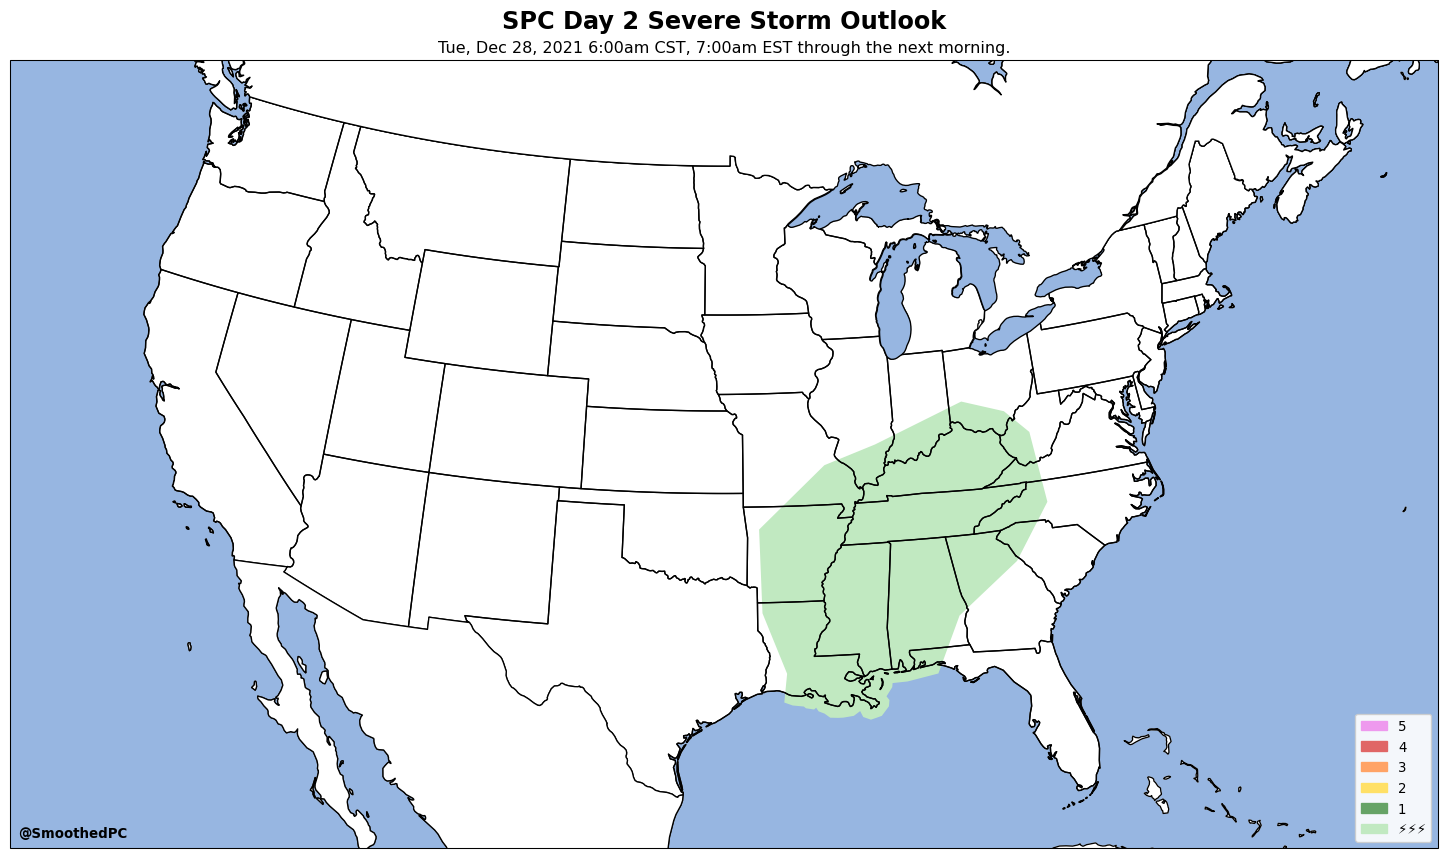 SPC Day 2 Severe Storm Outlook
Tue, Dec 28, 2021 6:00am CST, 7:00am EST through the next morning.
5
4
3
2
1
⚡⚡⚡
@SmoothedPC